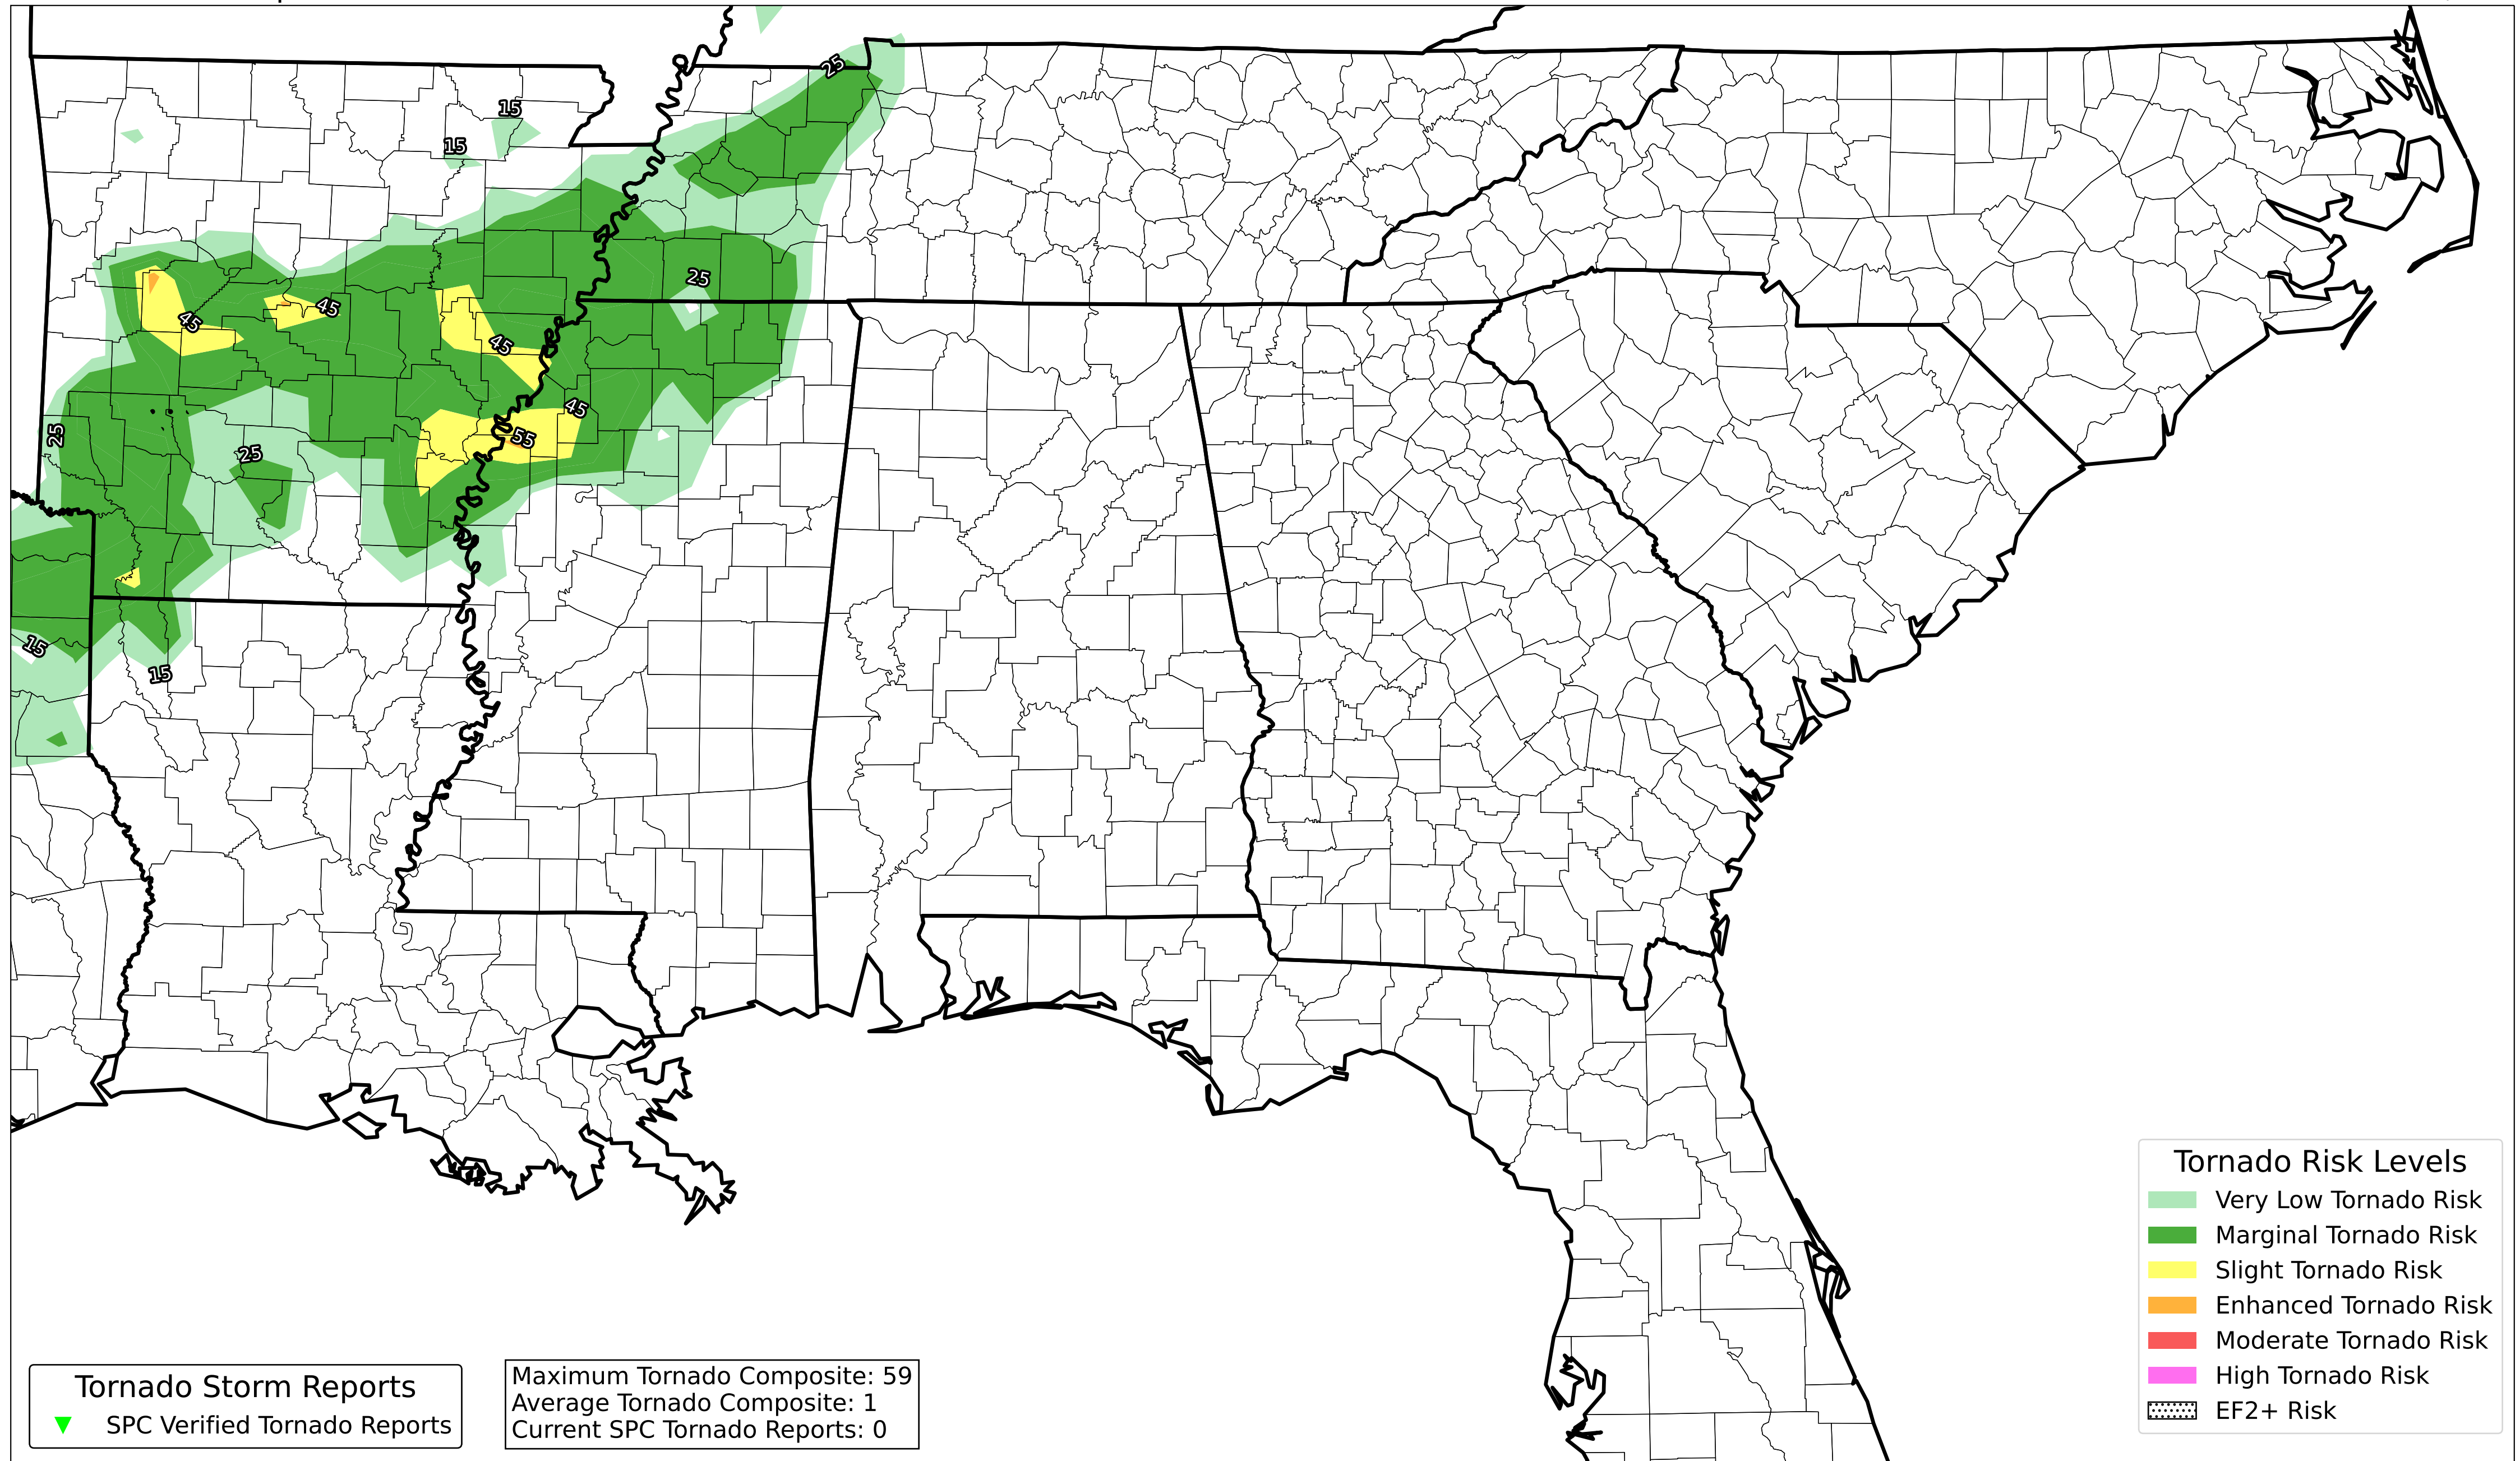 25
15
15
25
45
45
45
45
25
55
25
15
15
Tornado Risk Levels
Very Low Tornado Risk
Marginal Tornado Risk
Slight Tornado Risk
Enhanced Tornado Risk
Moderate Tornado Risk
High Tornado Risk
EF2+ Risk
Tornado Storm Reports
SPC Verified Tornado Reports
Maximum Tornado Composite: 59
Average Tornado Composite: 1
Current SPC Tornado Reports: 0